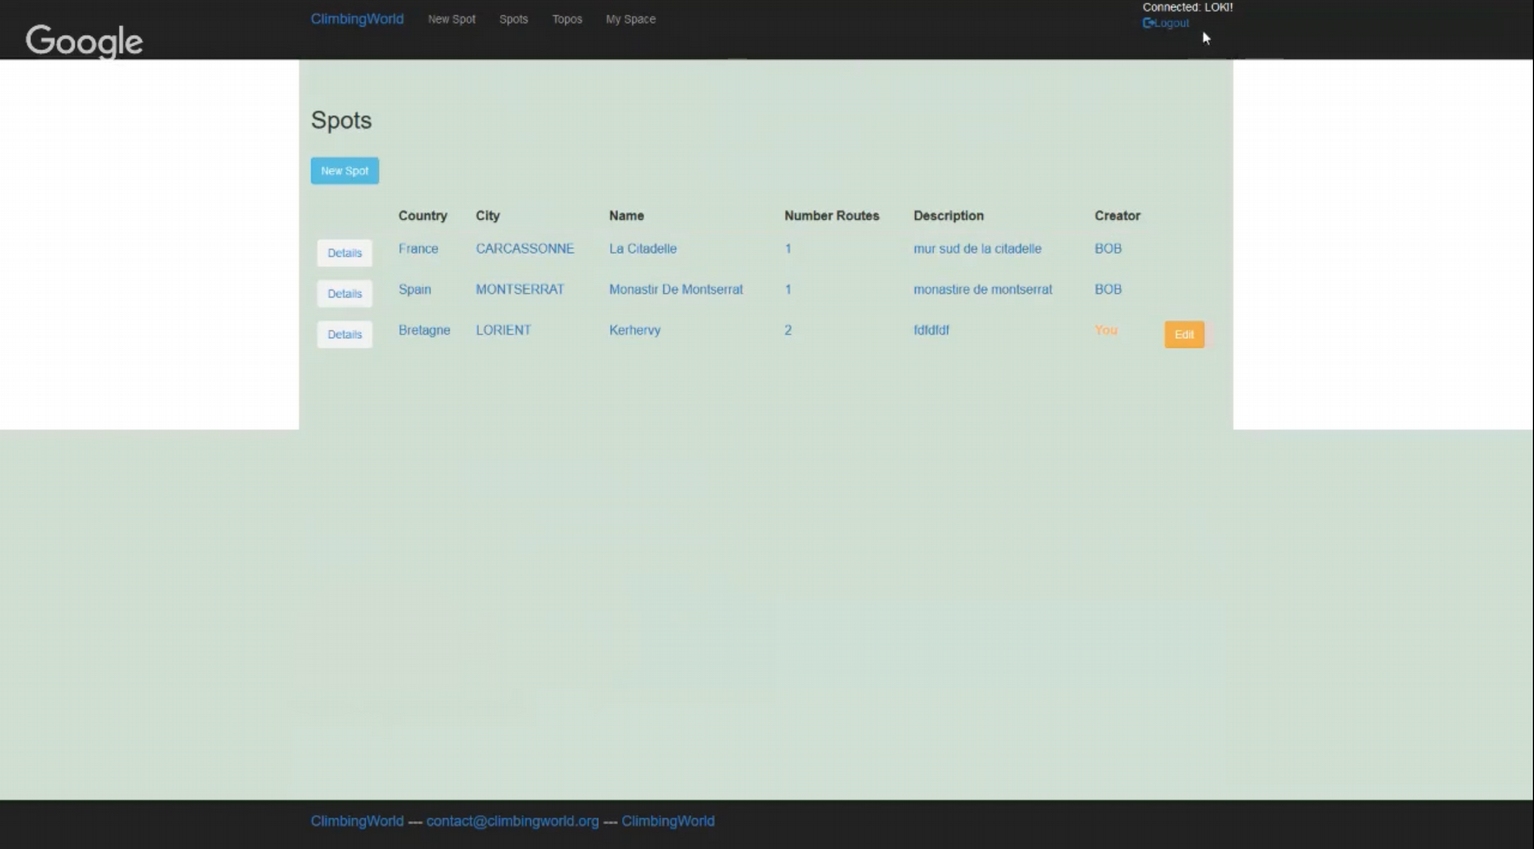 Google
ClimbingWorld New Spot Spots Topos My Space
Connected: LOKI!
Logout
Spots
New Spot
Country City Name Number Routes Description Creator
Details France CARCASSONNE La Citadelle 1 mur sud de la citadelle BOB
Details Spain MONTSERRAT Monastir De Montserrat 1 monastire de montserrat BOB
Details Bretagne LORIENT Kerhervy 2 fdfdfdf You Edit
ClimbingWorld --- contact@climbingworld.org --- ClimbingWorld